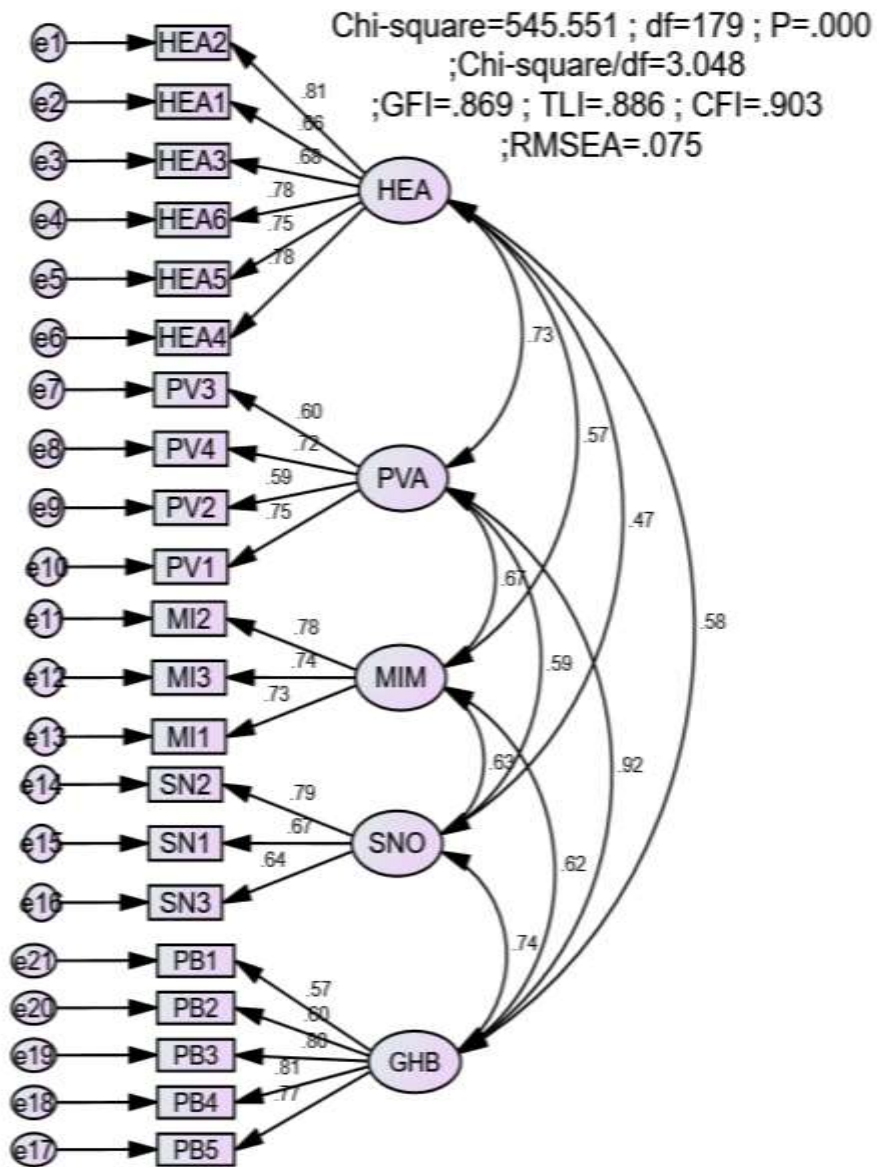 Chi-square=545.551 ; df=179 ; P=.000
;Chi-square/df=3.048
;GFI=.869 ; TLI=.886 ; CFI=.903
;RMSEA=.075
e1 HEA2 .81
e2 HEA1 .66
e3 HEA3 .68
HEA
e4 HEA6 .78
e5 HEA5 .75
e6 HEA4 .78
.73
e7 PV3 .60
.57
e8 PV4 .72
PVA
e9 PV2 .59
.47
e10 PV1 .75
.67
e11 MI2 .78
.58
e12 MI3 .74
MIM
.59
e13 MI1 .73
.63
.92
e14 SN2 .79
e15 SN1 .67
SNO
.62
e16 SN3 .64
.74
e21 PB1 .57
e20 PB2 .60
e19 PB3 .80
GHB
e18 PB4 .81
e17 PB5 .77